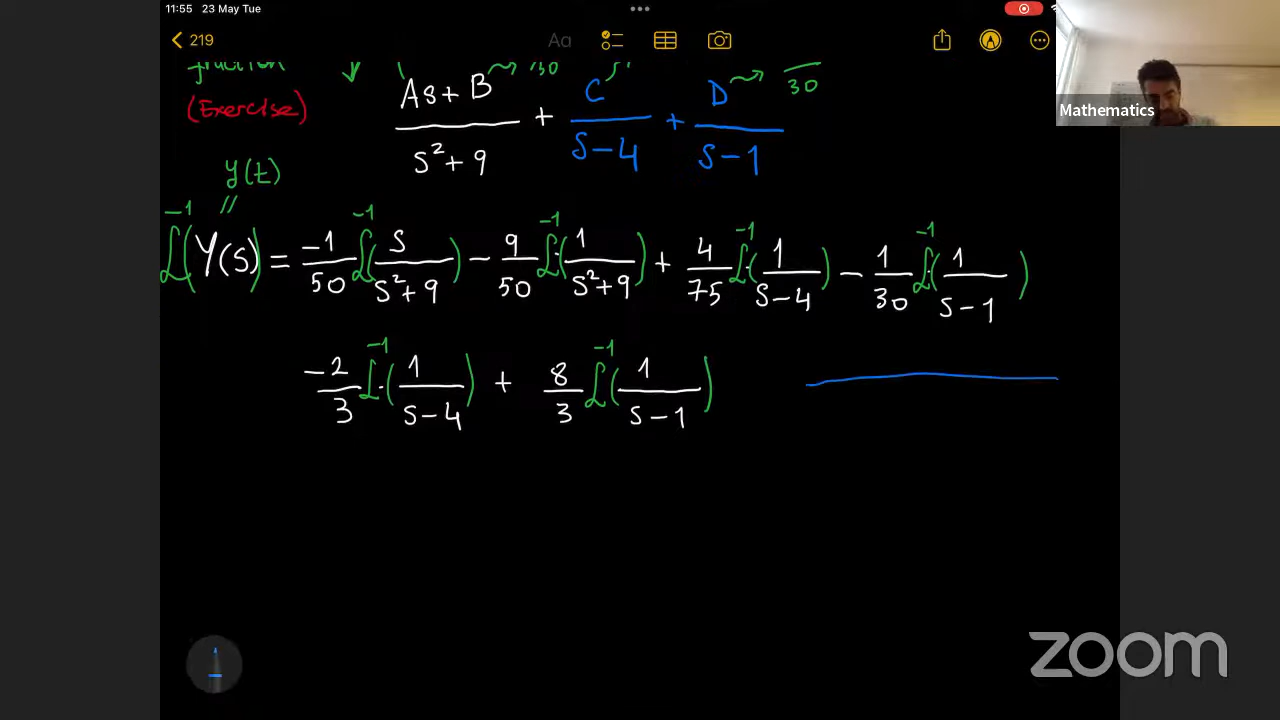 11:55 23 May Tue
219
Aa
fraction
(Exercise)
As + B ⤳ 150 C D ⤳ 30
/ s² + 9 + / s - 4 + / s - 1
y(t)
//
ℒ⁻¹(Y(s)) = -1/50 ℒ⁻¹(s/(s²+9)) - 9/50 ℒ⁻¹(1/(s²+9)) + 4/75 ℒ⁻¹(1/(s-4)) - 1/30 ℒ⁻¹(1/(s-1))
-2/3 ℒ⁻¹(1/(s-4)) + 8/3 ℒ⁻¹(1/(s-1))
Mathematics
zoom